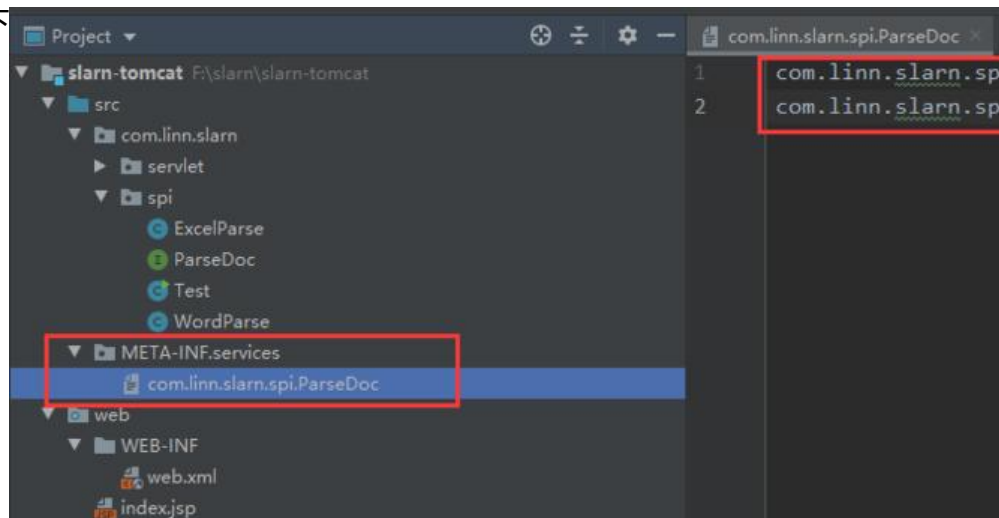 Project
com.linn.slarn.spi.ParseDoc
slarn-tomcat F:\slarn\slarn-tomcat
src
com.linn.slarn
servlet
spi
ExcelParse
ParseDoc
Test
WordParse
META-INF.services
com.linn.slarn.spi.ParseDoc
web
WEB-INF
web.xml
index.jsp
1 com.linn.slarn.sp
2 com.linn.slarn.sp